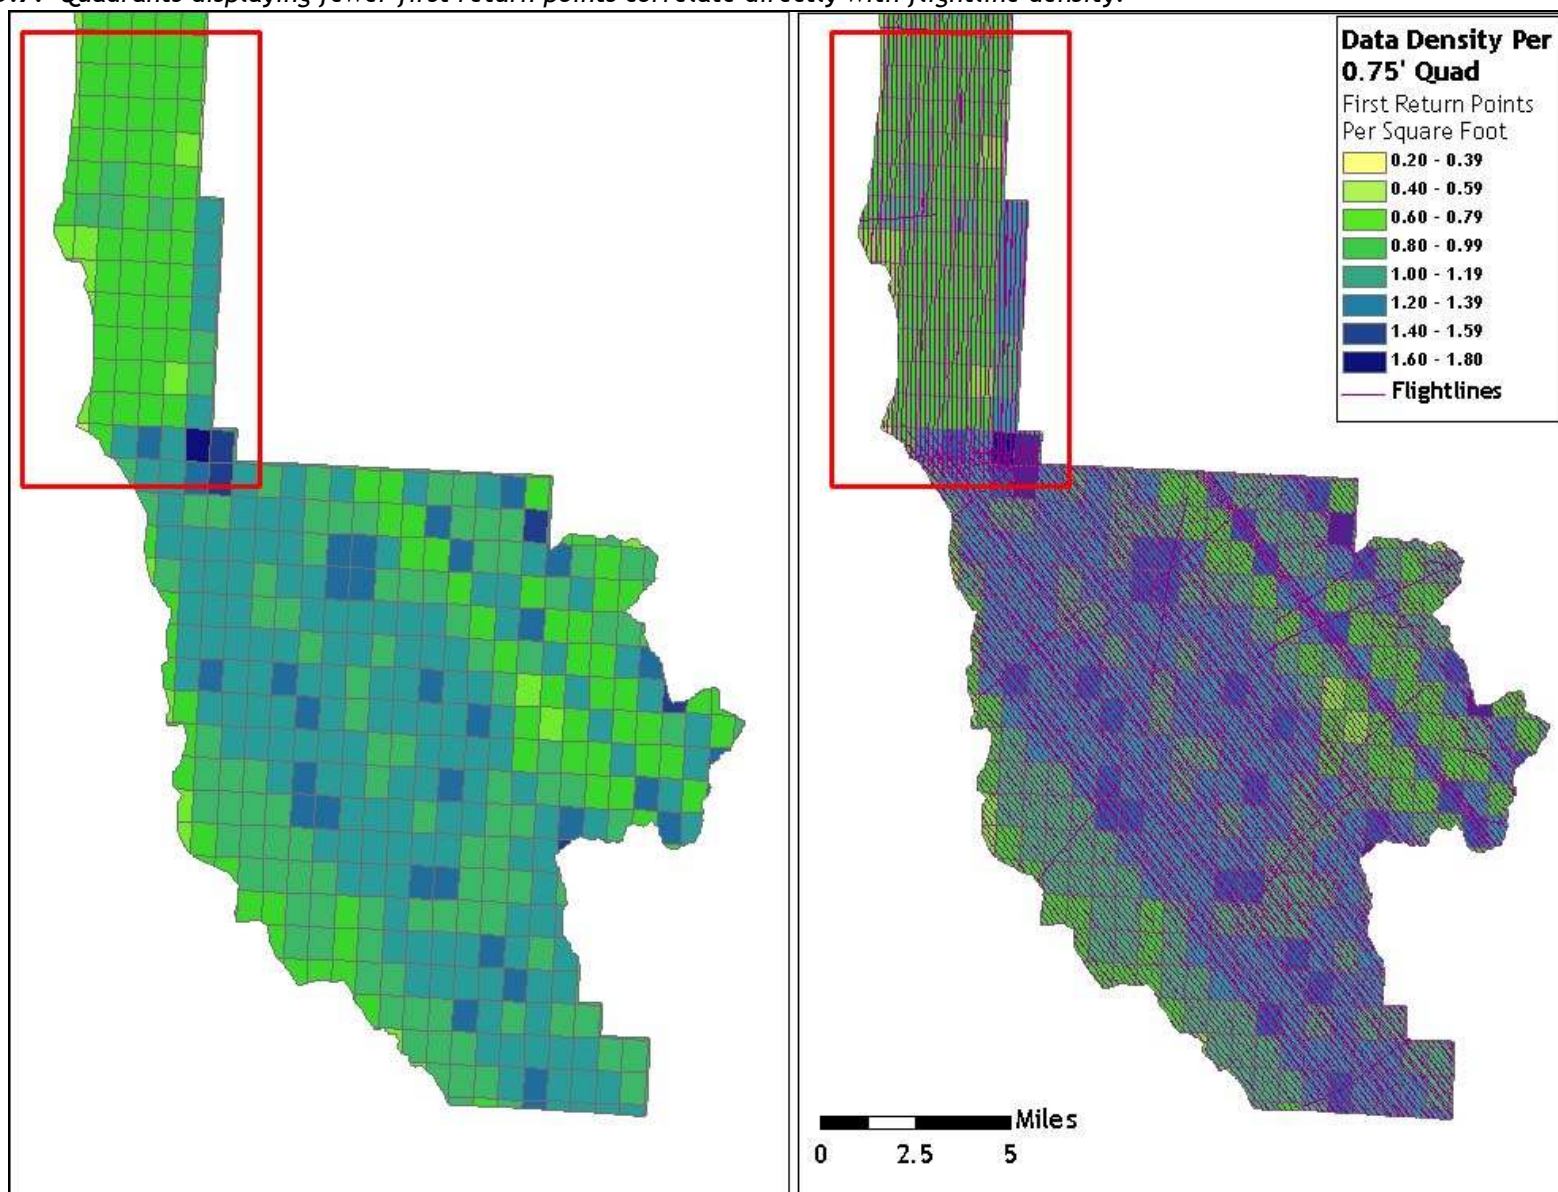 Quadrants displaying fewer first return points correlate directly with flightline density.
Data Density Per
0.75' Quad
First Return Points
Per Square Foot
0.20 - 0.39
0.40 - 0.59
0.60 - 0.79
0.80 - 0.99
1.00 - 1.19
1.20 - 1.39
1.40 - 1.59
1.60 - 1.80
Flightlines
Miles
0 2.5 5